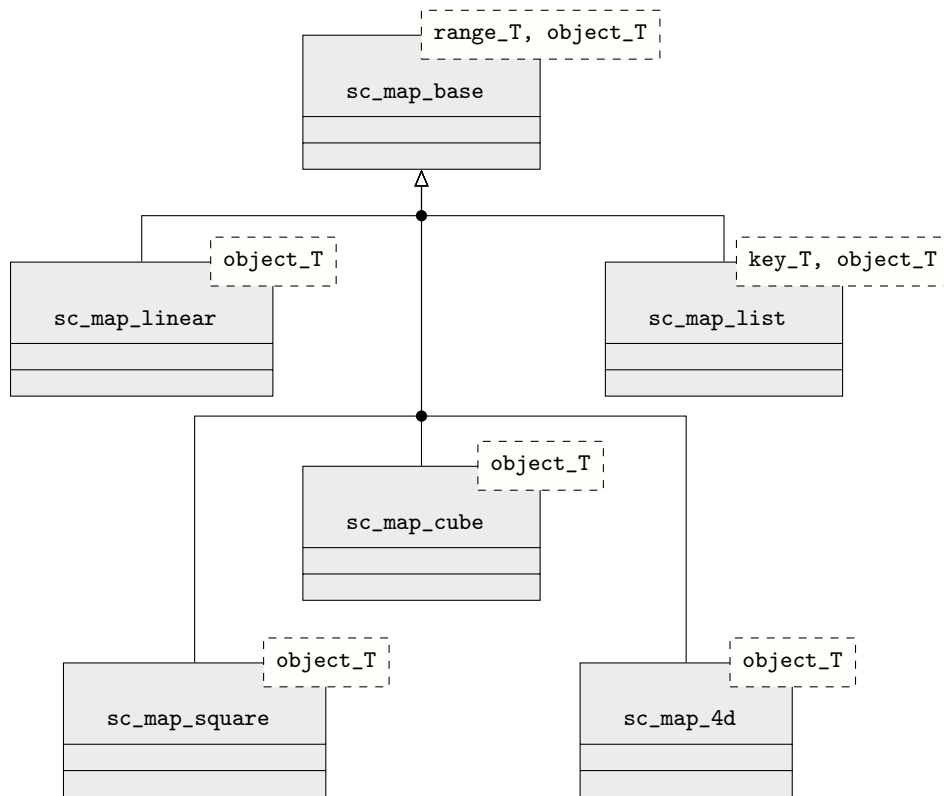 range_T, object_T
sc_map_base
object_T
key_T, object_T
sc_map_linear
sc_map_list
object_T
sc_map_cube
object_T
object_T
sc_map_square
sc_map_4d